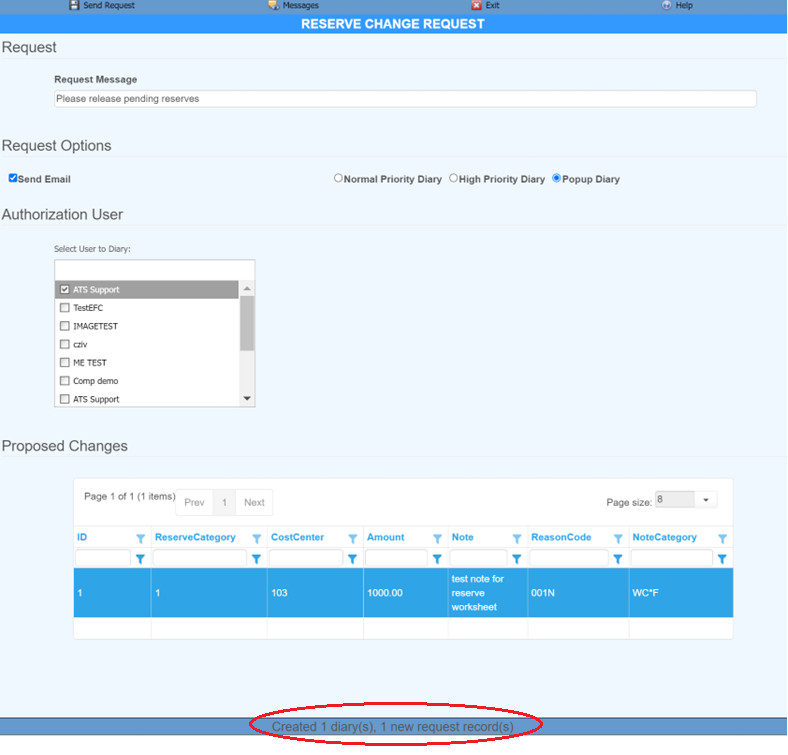 Send Request Messages Exit Help
RESERVE CHANGE REQUEST
Request
Request Message
Please release pending reserves
Request Options
Send Email Normal Priority Diary High Priority Diary Popup Diary
Authorization User
Select User to Diary:
ATS Support
TestEFC
IMAGETEST
cziv
ME TEST
Comp demo
ATS Support
Proposed Changes
Page 1 of 1 (1 items) Prev 1 Next Page size: 8
ID ReserveCategory CostCenter Amount Note ReasonCode NoteCategory
1 1 103 1000.00 test note for reserve worksheet 001N WC*F
Created 1 diary(s), 1 new request record(s)